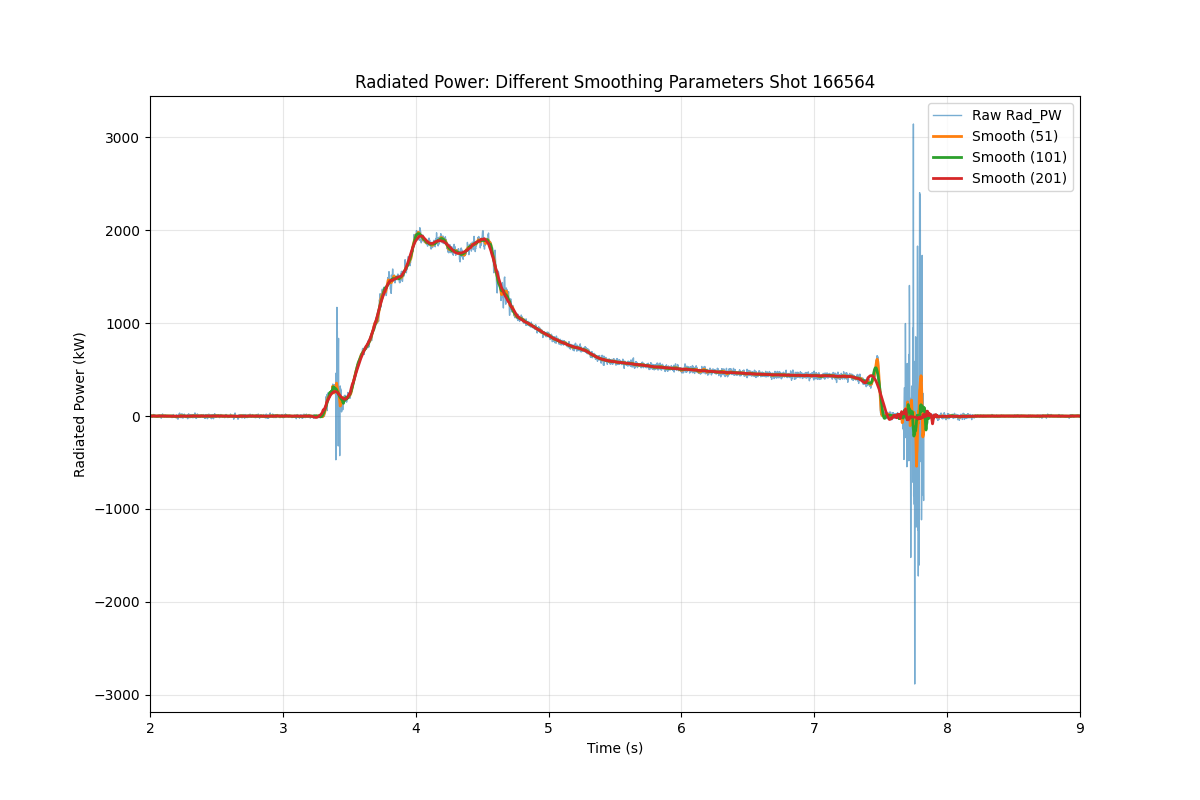 Radiated Power: Different Smoothing Parameters Shot 166564
Raw Rad_PW
Smooth (51)
Smooth (101)
Smooth (201)
Radiated Power (kW)
3000
2000
1000
0
−1000
−2000
−3000
2 3 4 5 6 7 8 9
Time (s)